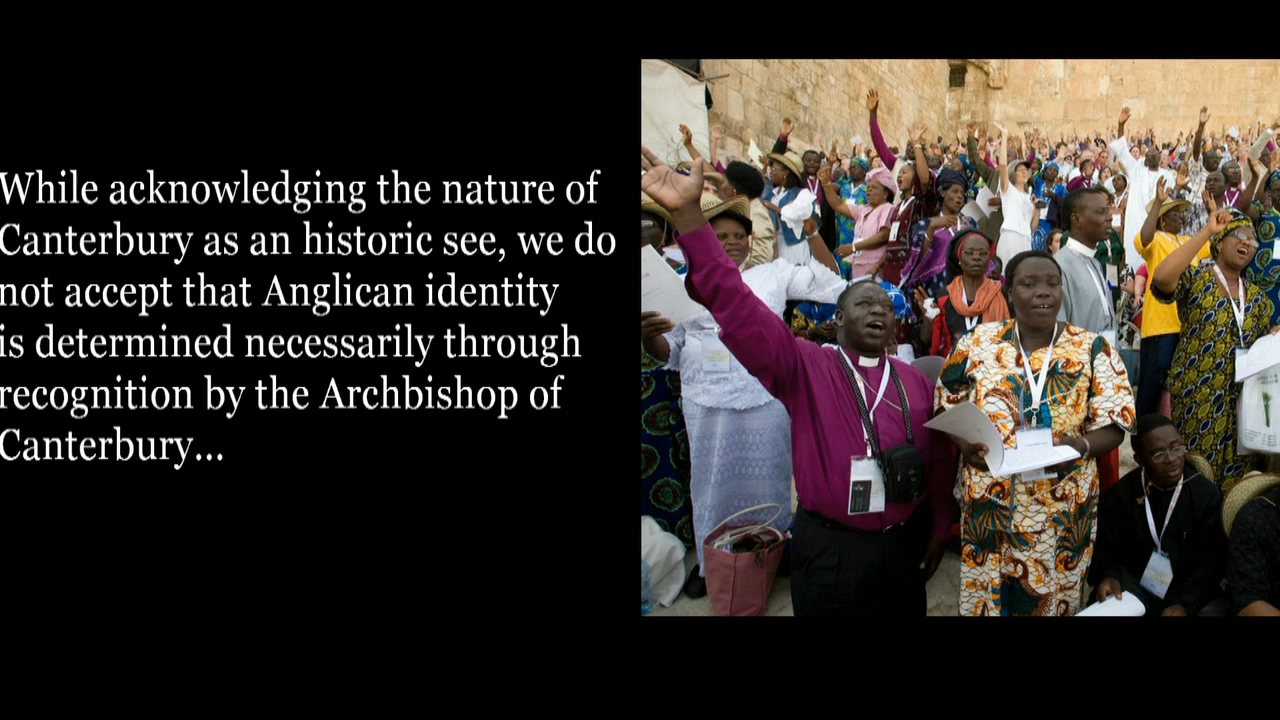 While acknowledging the nature of
Canterbury as an historic see, we do
not accept that Anglican identity
is determined necessarily through
recognition by the Archbishop of
Canterbury...